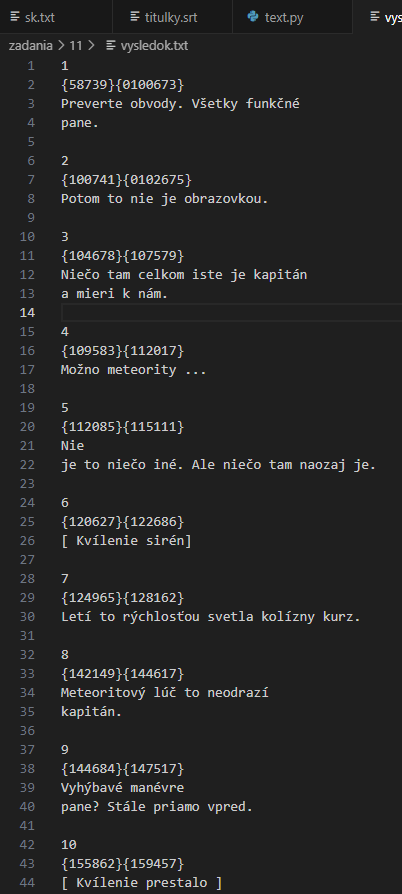 sk.txt titulky.srt text.py vys
zadania > 11 > vysledok.txt
1 1
2 {58739}{0100673}
3 Preverte obvody. Všetky funkčné
4 pane.
5
6 2
7 {100741}{0102675}
8 Potom to nie je obrazovkou.
9
10 3
11 {104678}{107579}
12 Niečo tam celkom iste je kapitán
13 a mieri k nám.
14
15 4
16 {109583}{112017}
17 Možno meteority ...
18
19 5
20 {112085}{115111}
21 Nie
22 je to niečo iné. Ale niečo tam naozaj je.
23
24 6
25 {120627}{122686}
26 [ Kvílenie sirén]
27
28 7
29 {124965}{128162}
30 Letí to rýchlosťou svetla kolízny kurz.
31
32 8
33 {142149}{144617}
34 Meteoritový lúč to neodrazí
35 kapitán.
36
37 9
38 {144684}{147517}
39 Vyhýbavé manévre
40 pane? Stále priamo vpred.
41
42 10
43 {155862}{159457}
44 [ Kvílenie prestalo ]